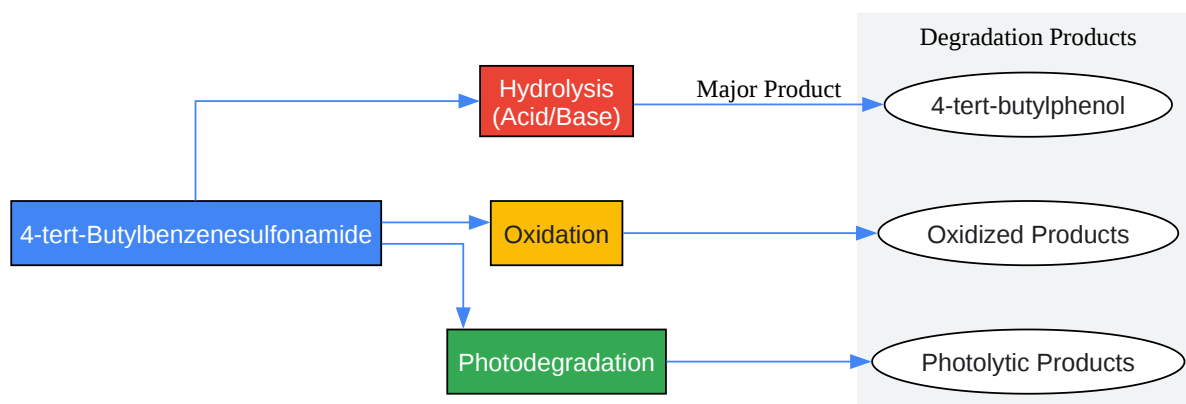 Degradation Products
Hydrolysis
(Acid/Base)
Major Product
4-tert-butylphenol
4-tert-Butylbenzenesulfonamide
Oxidation
Oxidized Products
Photodegradation
Photolytic Products